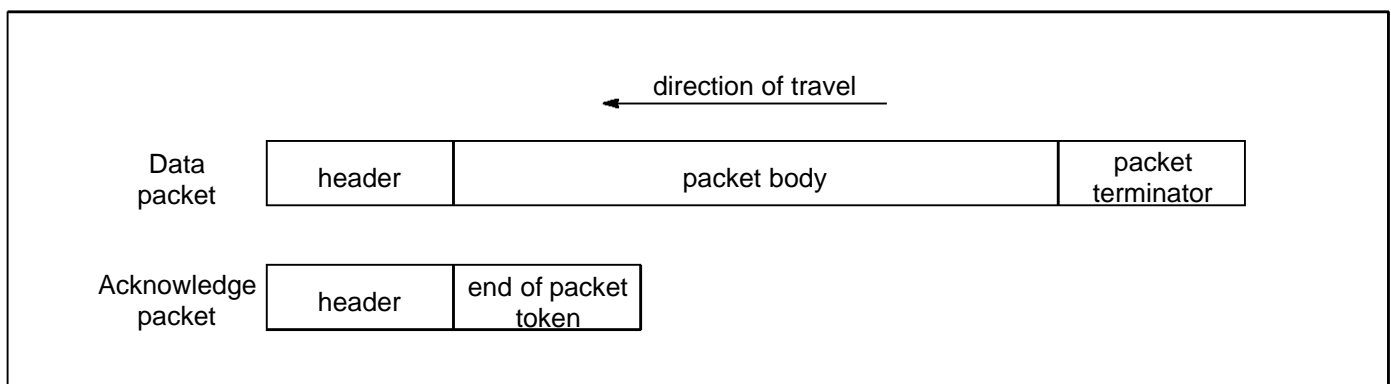 direction of travel
Data
packet
header
packet body
packet
terminator
Acknowledge
packet
header
end of packet
token